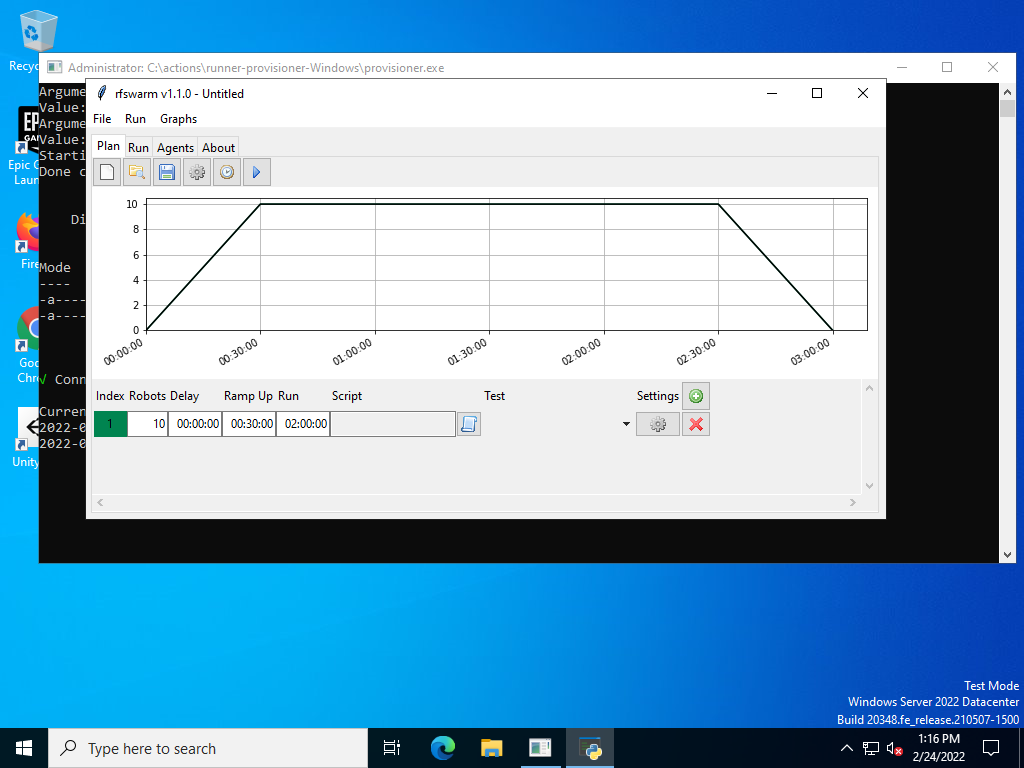 Recyc
Administrator: C:\actions\runner-provisioner-Windows\provisioner.exe
Argume
Value:
Argume
Value:
Starti
Done c
Di
Mode
----
-a----
-a----
√ Conn
Curren
2022-0
2022-0
EPIC
GA
Epic G
Laun
Fire
Goo
Chr
Unity
rfswarm v1.1.0 - Untitled
File Run Graphs
Plan Run Agents About
10
8
6
4
2
0
00:00:00 00:30:00 01:00:00 01:30:00 02:00:00 02:30:00 03:00:00
Index Robots Delay Ramp Up Run Script Test Settings
1 10 00:00:00 00:30:00 02:00:00
Test Mode
Windows Server 2022 Datacenter
Build 20348.fe_release.210507-1500
Type here to search
1:16 PM
2/24/2022